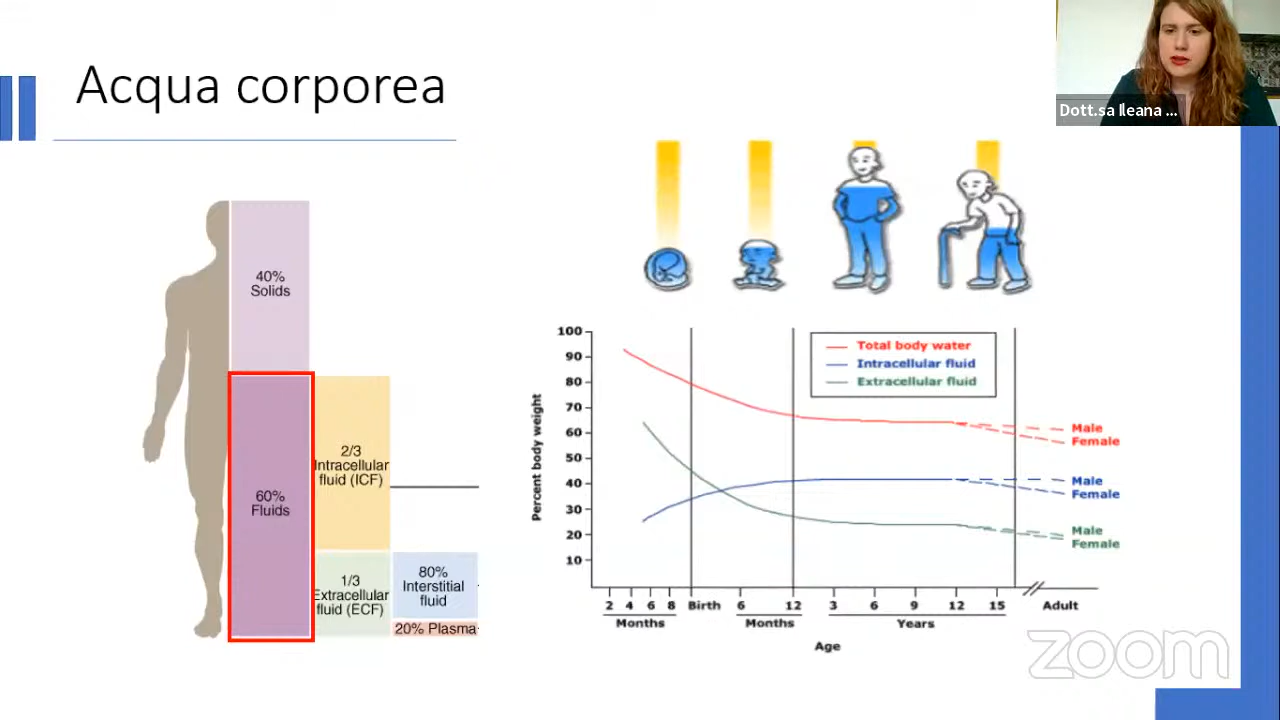 Acqua corporea
Dott.sa Ileana ...
40%
Solids
60%
Fluids
2/3
Intracellular
fluid (ICF)
1/3
Extracellular
fluid (ECF)
80%
Interstitial
fluid
20% Plasma
Percent body weight
100
90
80
70
60
50
40
30
20
10
Total body water
Intracellular fluid
Extracellular fluid
Male
Female
Male
Female
Male
Female
2 4 6 8 Birth 6 12 3 6 9 12 15 Adult
Months Months Years
Age
zoom